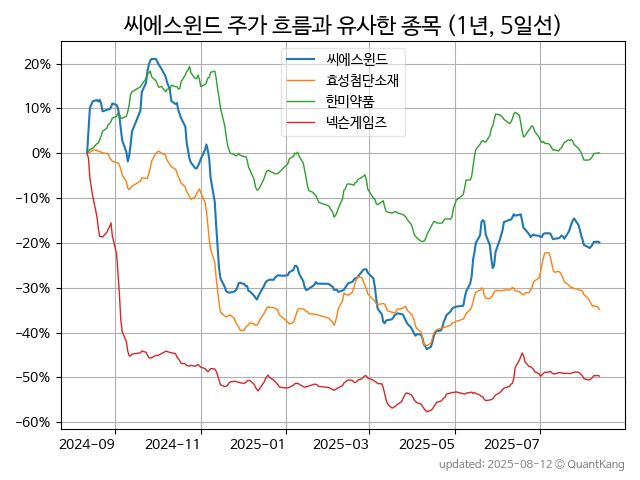 씨에스윈드 주가 흐름과 유사한 종목 (1년, 5일선)
씨에스윈드
효성첨단소재
한미약품
넥슨게임즈
20%
10%
0%
−10%
−20%
−30%
−40%
−50%
−60%
2024-09 2024-11 2025-01 2025-03 2025-05 2025-07
updated: 2025-08-12 © QuantKang